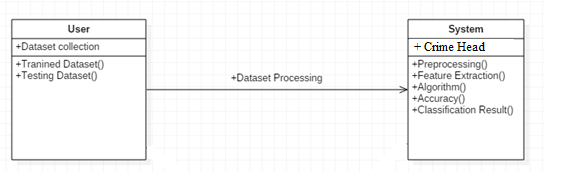 User
+Dataset collection
+Tranined Dataset()
+Testing Dataset()
+Dataset Processing
System
+ Crime Head
+Preprocessing()
+Feature Extraction()
+Algorithm()
+Accuracy()
+Classification Result()